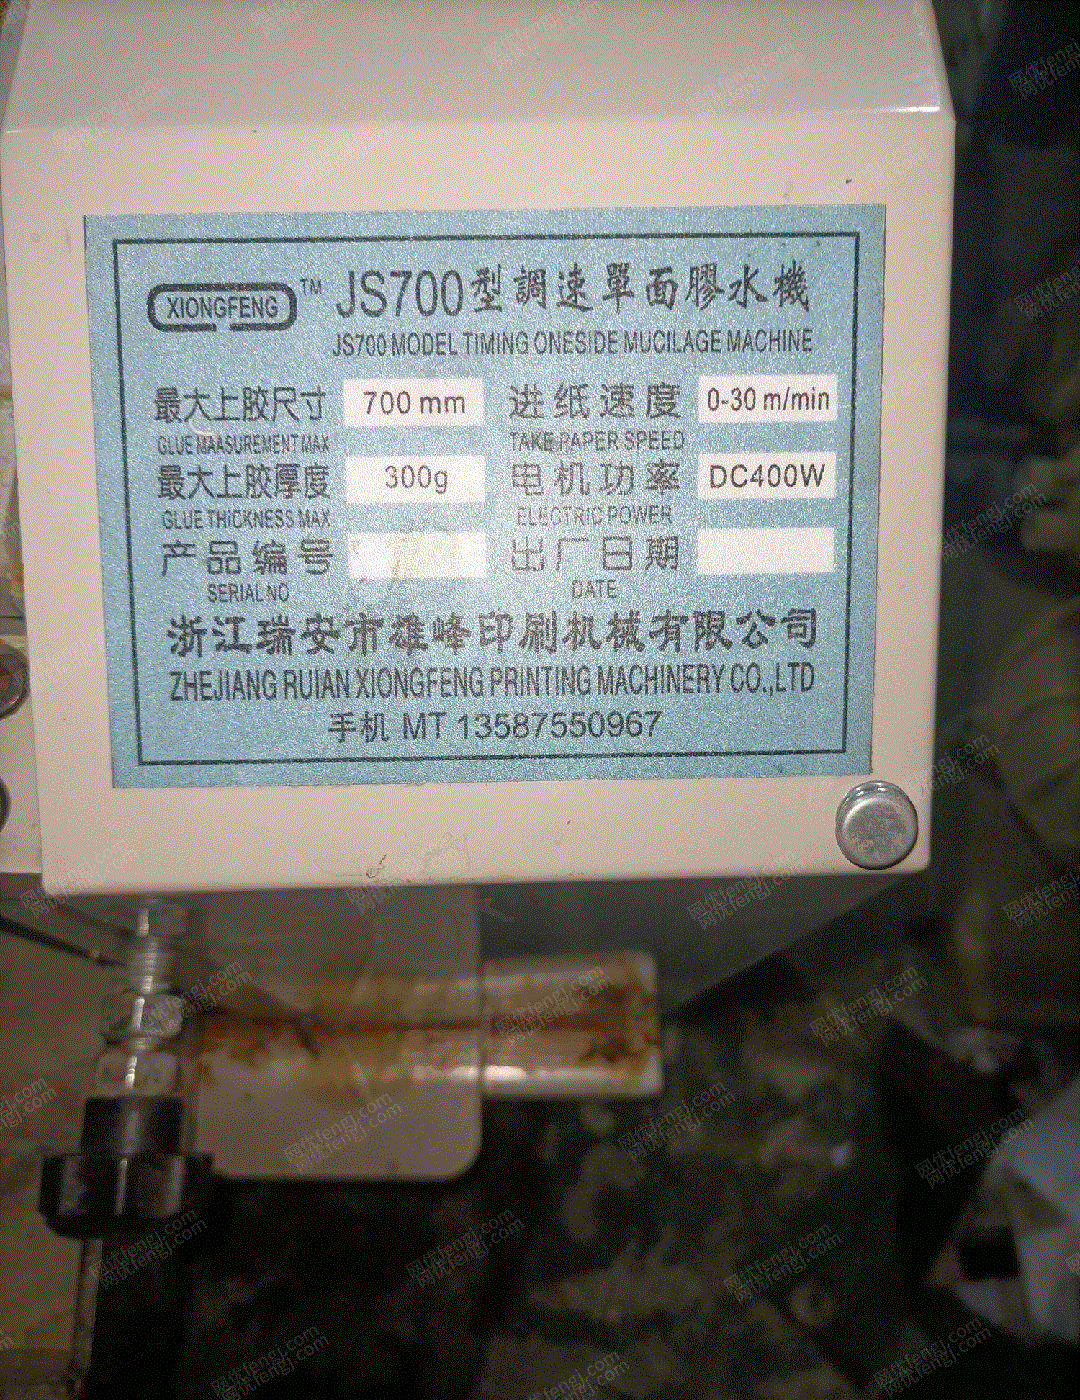 XIONGFENG TM JS700型調速單面膠水機
JS700 MODEL TIMING ONESIDE MUCILAGE MACHINE
最大上胶尺寸 700 mm 进纸速度 0-30 m/min
GLUE MAASUREMENT MAX TAKE PAPER SPEED
最大上胶厚度 300g 电机功率 DC400W
GLUE THICKNESS MAX ELECTRIC POWER
产品编号 出厂日期
SERIAL NO DATE
浙江瑞安市雄峰印刷机械有限公司
ZHEJIANG RUIAN XIONGFENG PRINTING MACHINERY CO.,LTD
手机 MT 13587550967